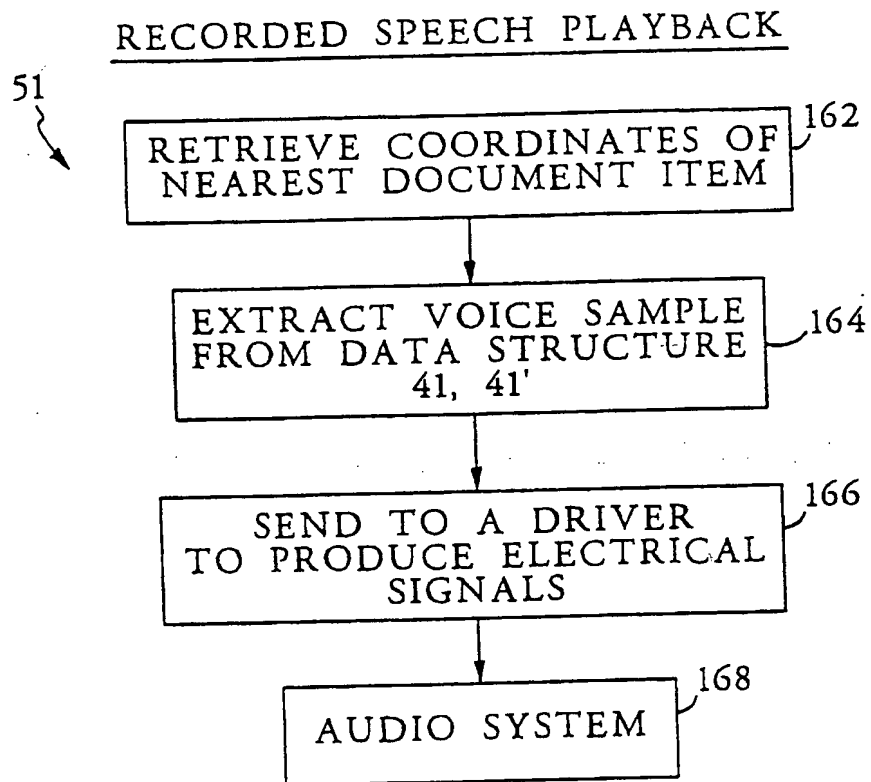 RECORDED SPEECH PLAYBACK
51
162
RETRIEVE COORDINATES OF
NEAREST DOCUMENT ITEM
EXTRACT VOICE SAMPLE
FROM DATA STRUCTURE
41, 41'
164
SEND TO A DRIVER
TO PRODUCE ELECTRICAL
SIGNALS
166
AUDIO SYSTEM
168